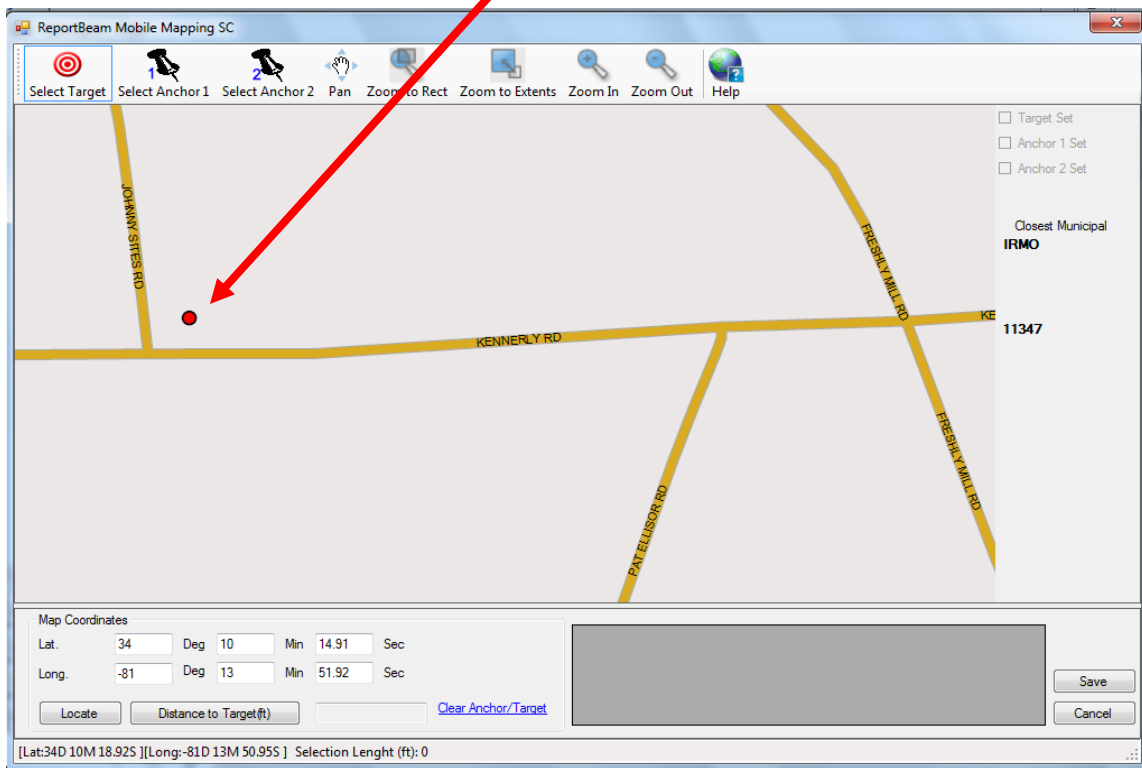 ReportBeam Mobile Mapping SC
Select Target 1 Select Anchor 1 2 Select Anchor 2 Pan Zoom to Rect Zoom to Extents Zoom In Zoom Out ? Help
Target Set
Anchor 1 Set
Anchor 2 Set
Closest Municipal
IRMO
11347
JOHNNY SITES RD
FRESHLY MILL RD
KENNERLY RD
KE
FRESHLY MILL RD
PAT ELLISOR RD
Map Coordinates
Lat. 34 Deg 10 Min 14.91 Sec
Long. -81 Deg 13 Min 51.92 Sec
Locate Distance to Target(ft) Clear Anchor/Target
Save
Cancel
[Lat:34D 10M 18.92S ][Long:-81D 13M 50.95S ] Selection Lenght (ft): 0